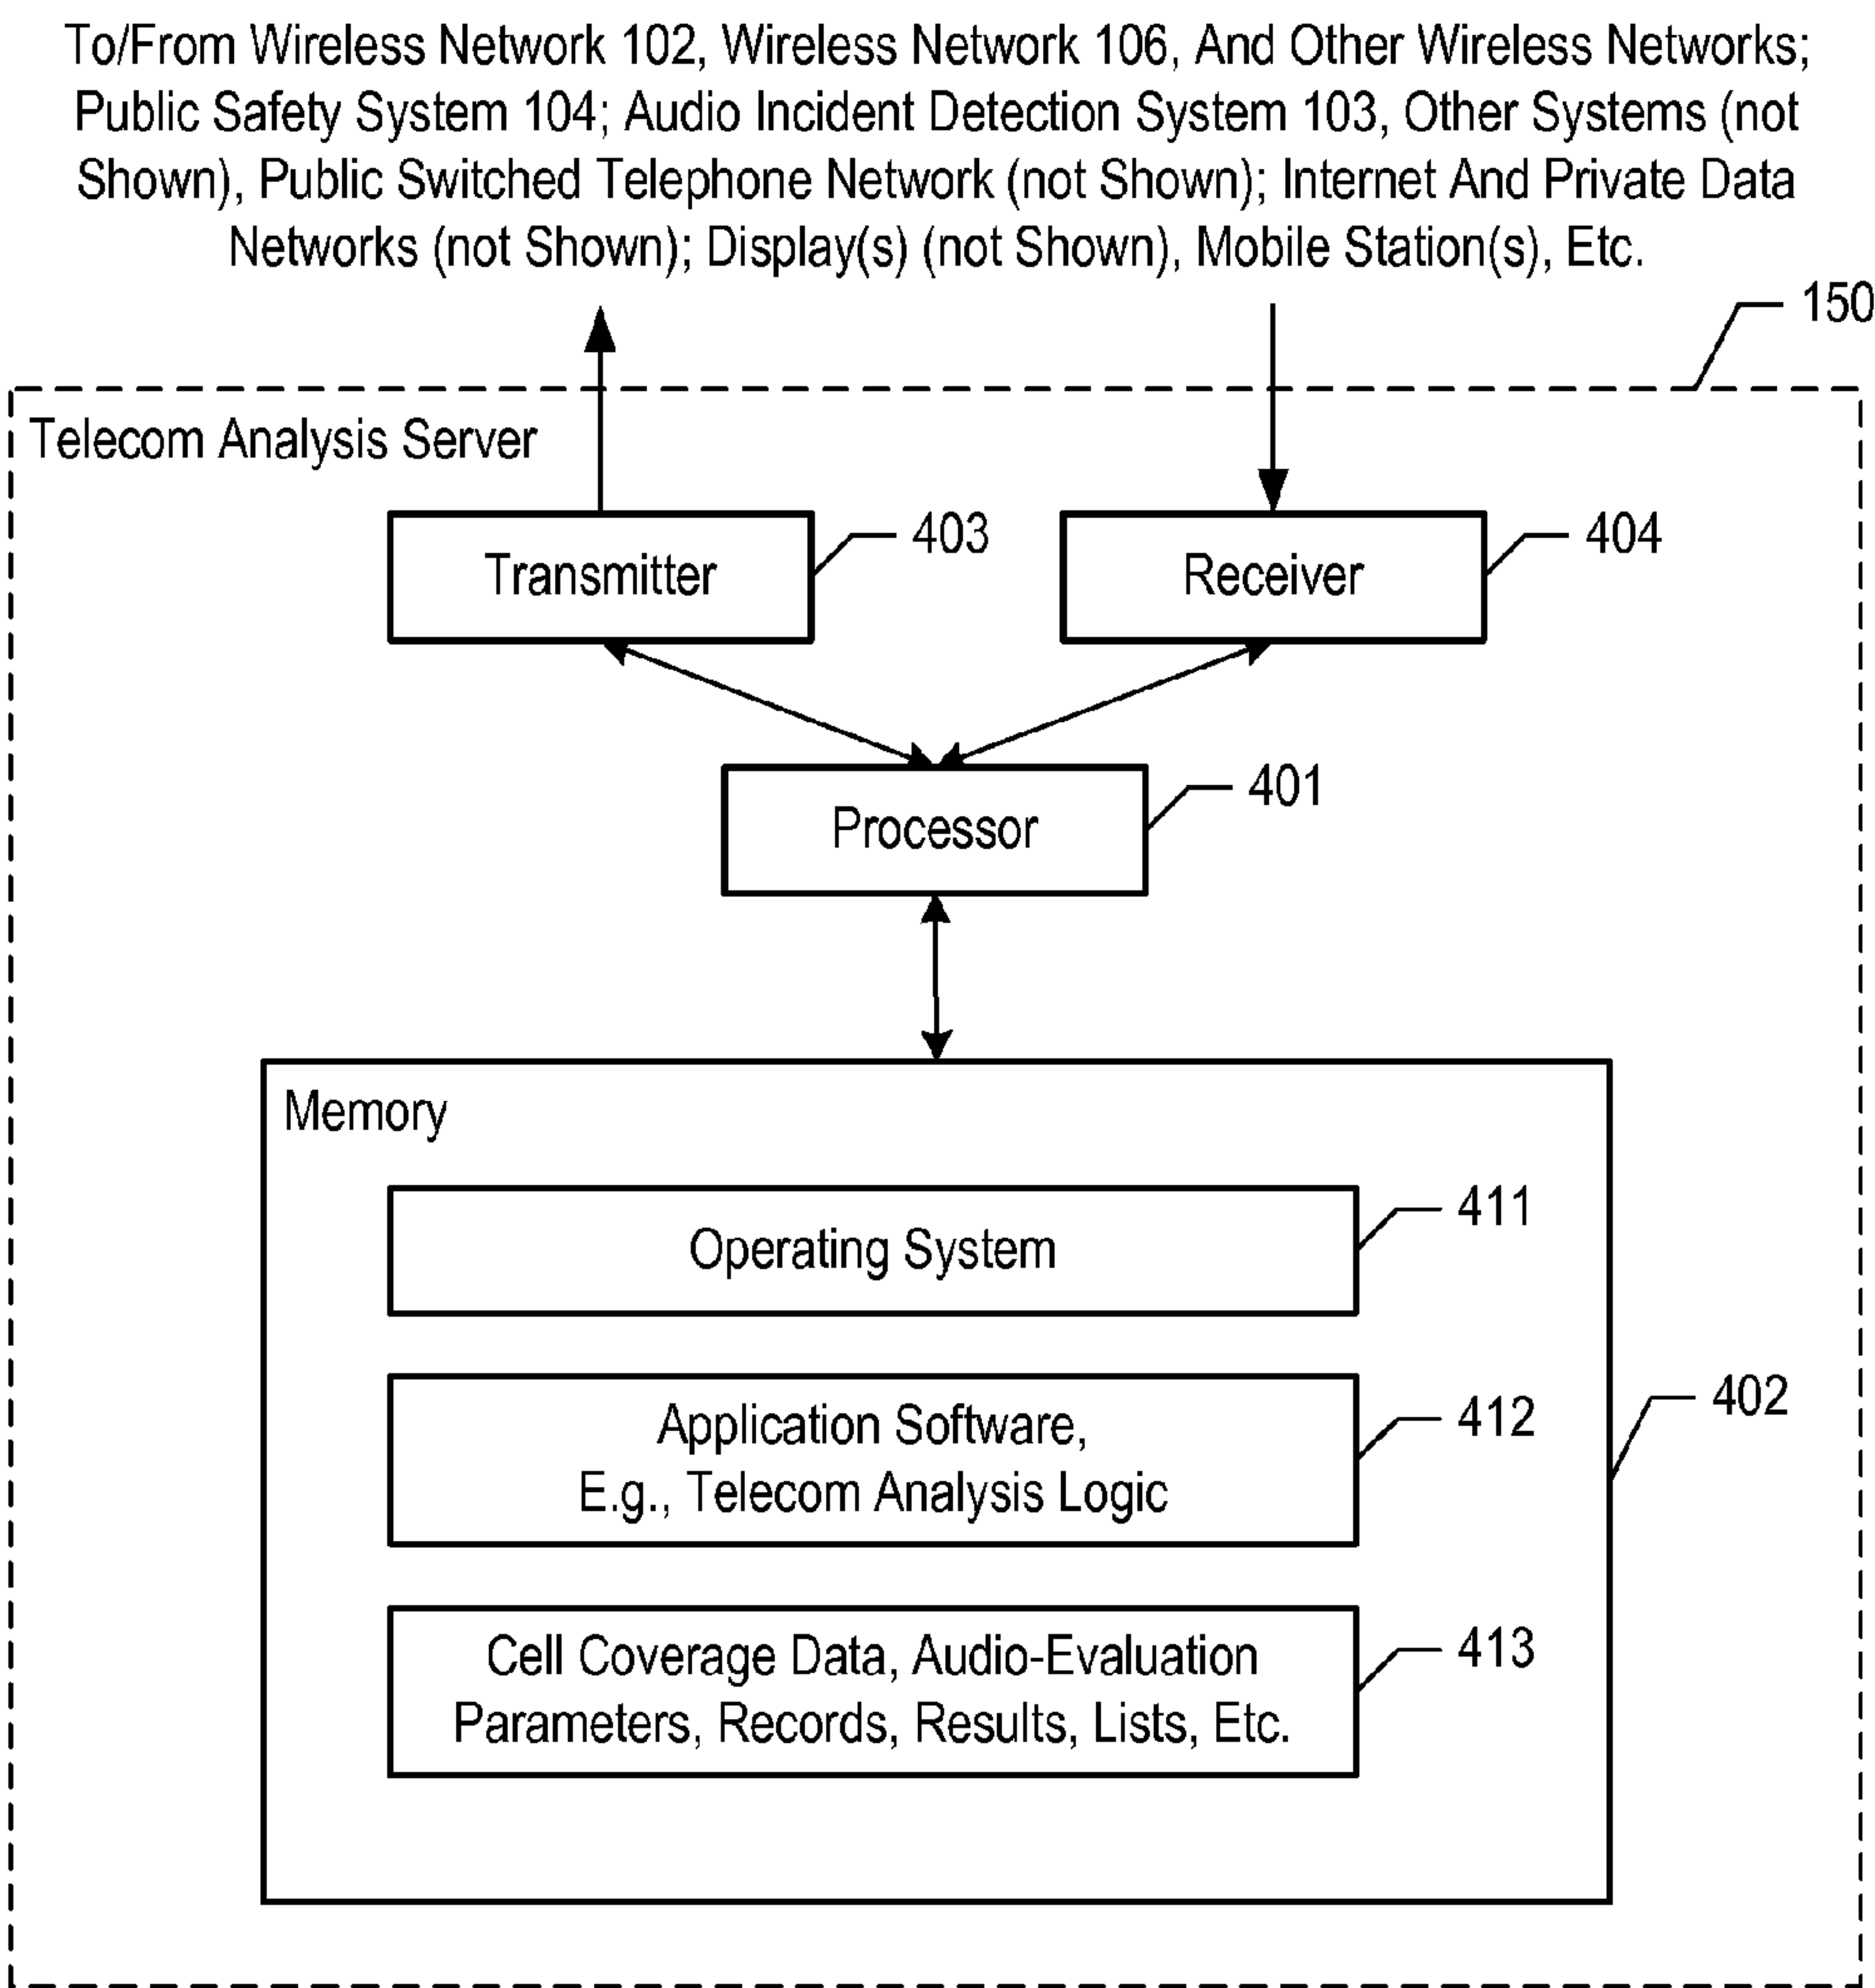 To/From Wireless Network 102, Wireless Network 106, And Other Wireless Networks;
Public Safety System 104; Audio Incident Detection System 103, Other Systems (not
Shown), Public Switched Telephone Network (not Shown); Internet And Private Data
Networks (not Shown); Display(s) (not Shown), Mobile Station(s), Etc.
150
Telecom Analysis Server
403
404
Transmitter
Receiver
401
Processor
Memory
411
Operating System
402
412
Application Software,
E.g., Telecom Analysis Logic
413
Cell Coverage Data, Audio-Evaluation
Parameters, Records, Results, Lists, Etc.